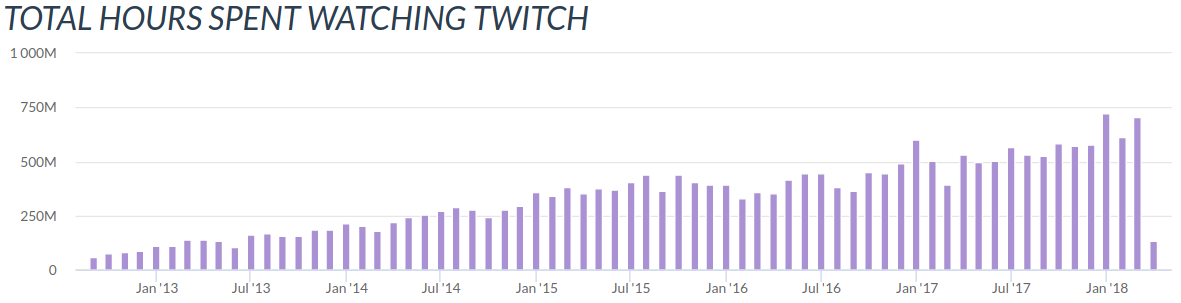 TOTAL HOURS SPENT WATCHING TWITCH
1 000M
750M
500M
250M
0
Jan '13 Jul '13 Jan '14 Jul '14 Jan '15 Jul '15 Jan '16 Jul '16 Jan '17 Jul '17 Jan '18